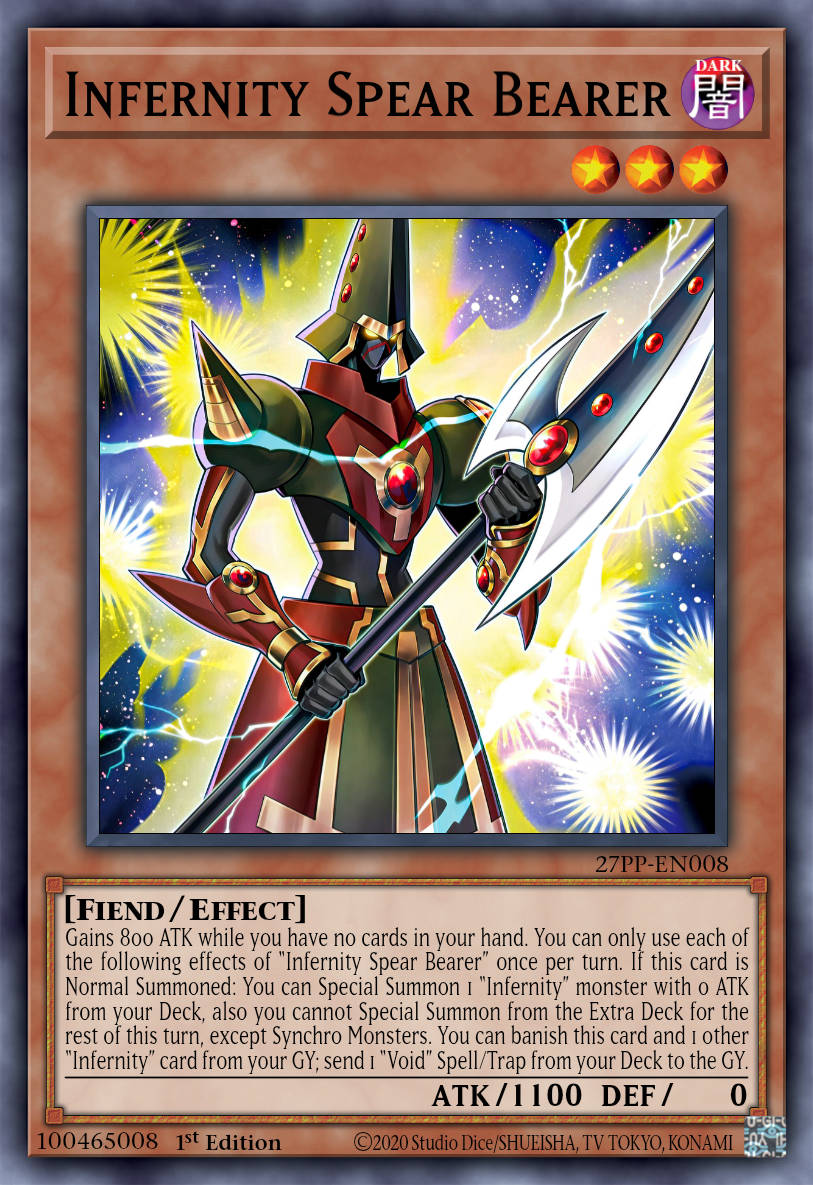 Infernity Spear Bearer
DARK
闇
27PP-EN008
[Fiend/Effect]
Gains 800 ATK while you have no cards in your hand. You can only use each of
the following effects of "Infernity Spear Bearer" once per turn. If this card is
Normal Summoned: You can Special Summon 1 "Infernity" monster with 0 ATK
from your Deck, also you cannot Special Summon from the Extra Deck for the
rest of this turn, except Synchro Monsters. You can banish this card and 1 other
"Infernity" card from your GY; send 1 "Void" Spell/Trap from your Deck to the GY.
ATK/1100 DEF/ 0
100465008 1st Edition ©2020 Studio Dice/SHUEISHA, TV TOKYO, KONAMI